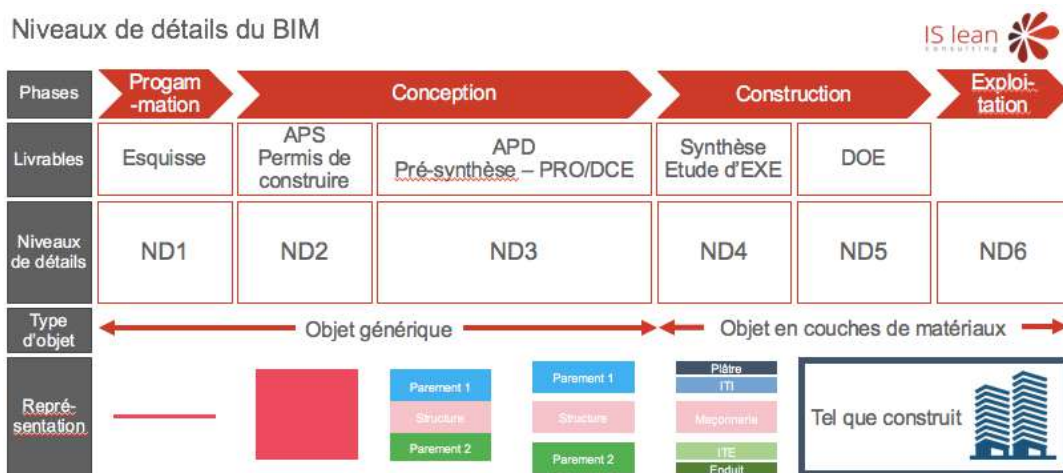 Niveaux de détails du BIM
IS lean
consulting
Phases
Progam
-mation
Conception
Construction
Exploi-
tation
Livrables
Esquisse
APS
Permis de
construire
APD
Pré-synthèse – PRO/DCE
Synthèse
Etude d'EXE
DOE
Niveaux
de détails
ND1
ND2
ND3
ND4
ND5
ND6
Type
d'objet
Objet générique
Objet en couches de matériaux
Repré-
sentation
Parement 1
Structure
Parement 2
Parement 1
Structure
Parement 2
Plâtre
ITI
Maçonnerie
ITE
Enduit
Tel que construit